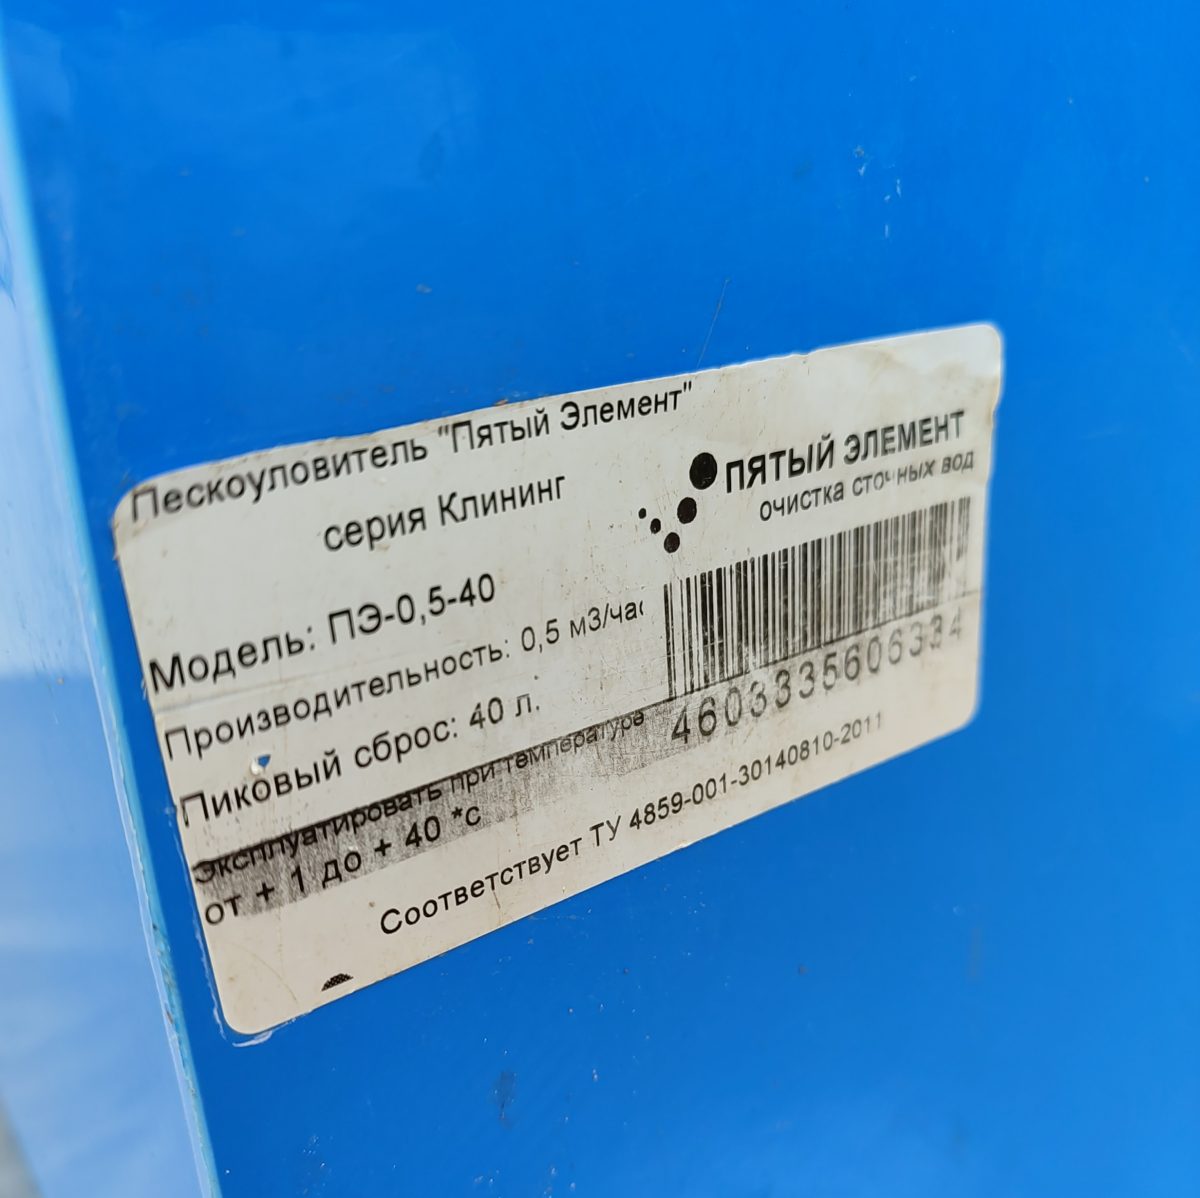 Пескоуловитель "Пятый Элемент"
серия Клининг
ПЯТЫЙ ЭЛЕМЕНТ
очистка сточных вод
Модель: ПЭ-0,5-40
Производительность: 0,5 м3/час
Пиковый сброс: 40 л.
Эксплуатировать при температуре
от + 1 до + 40 *с
4603335606334
Соответствует ТУ 4859-001-30140810-2011